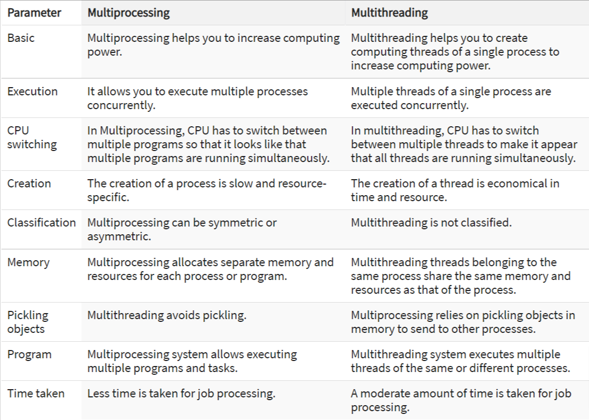 Parameter Multiprocessing Multithreading
Basic Multiprocessing helps you to increase computing Multithreading helps you to create
power. computing threads of a single process to
increase computing power.
Execution It allows you to execute multiple processes Multiple threads of a single process are
concurrently. executed concurrently.
CPU In Multiprocessing, CPU has to switch between In multithreading, CPU has to switch
switching multiple programs so that it looks like that between multiple threads to make it appear
multiple programs are running simultaneously. that all threads are running simultaneously.
Creation The creation of a process is slow and resource- The creation of a thread is economical in
specific. time and resource.
Classification Multiprocessing can be symmetric or Multithreading is not classified.
asymmetric.
Memory Multiprocessing allocates separate memory and Multithreading threads belonging to the
resources for each process or program. same process share the same memory and
resources as that of the process.
Pickling Multithreading avoids pickling. Multiprocessing relies on pickling objects in
objects memory to send to other processes.
Program Multiprocessing system allows executing Multithreading system executes multiple
multiple programs and tasks. threads of the same or different processes.
Time taken Less time is taken for job processing. A moderate amount of time is taken for job
processing.